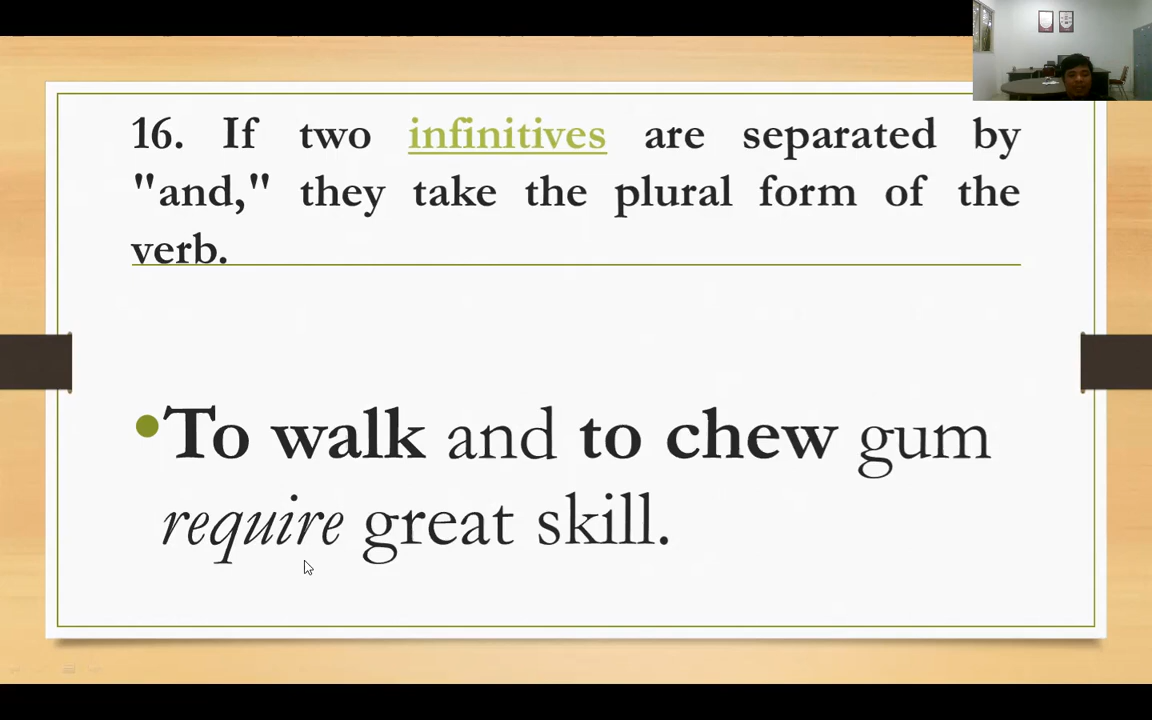 16. If two infinitives are separated by
"and," they take the plural form of the
verb.
•To walk and to chew gum
require great skill.